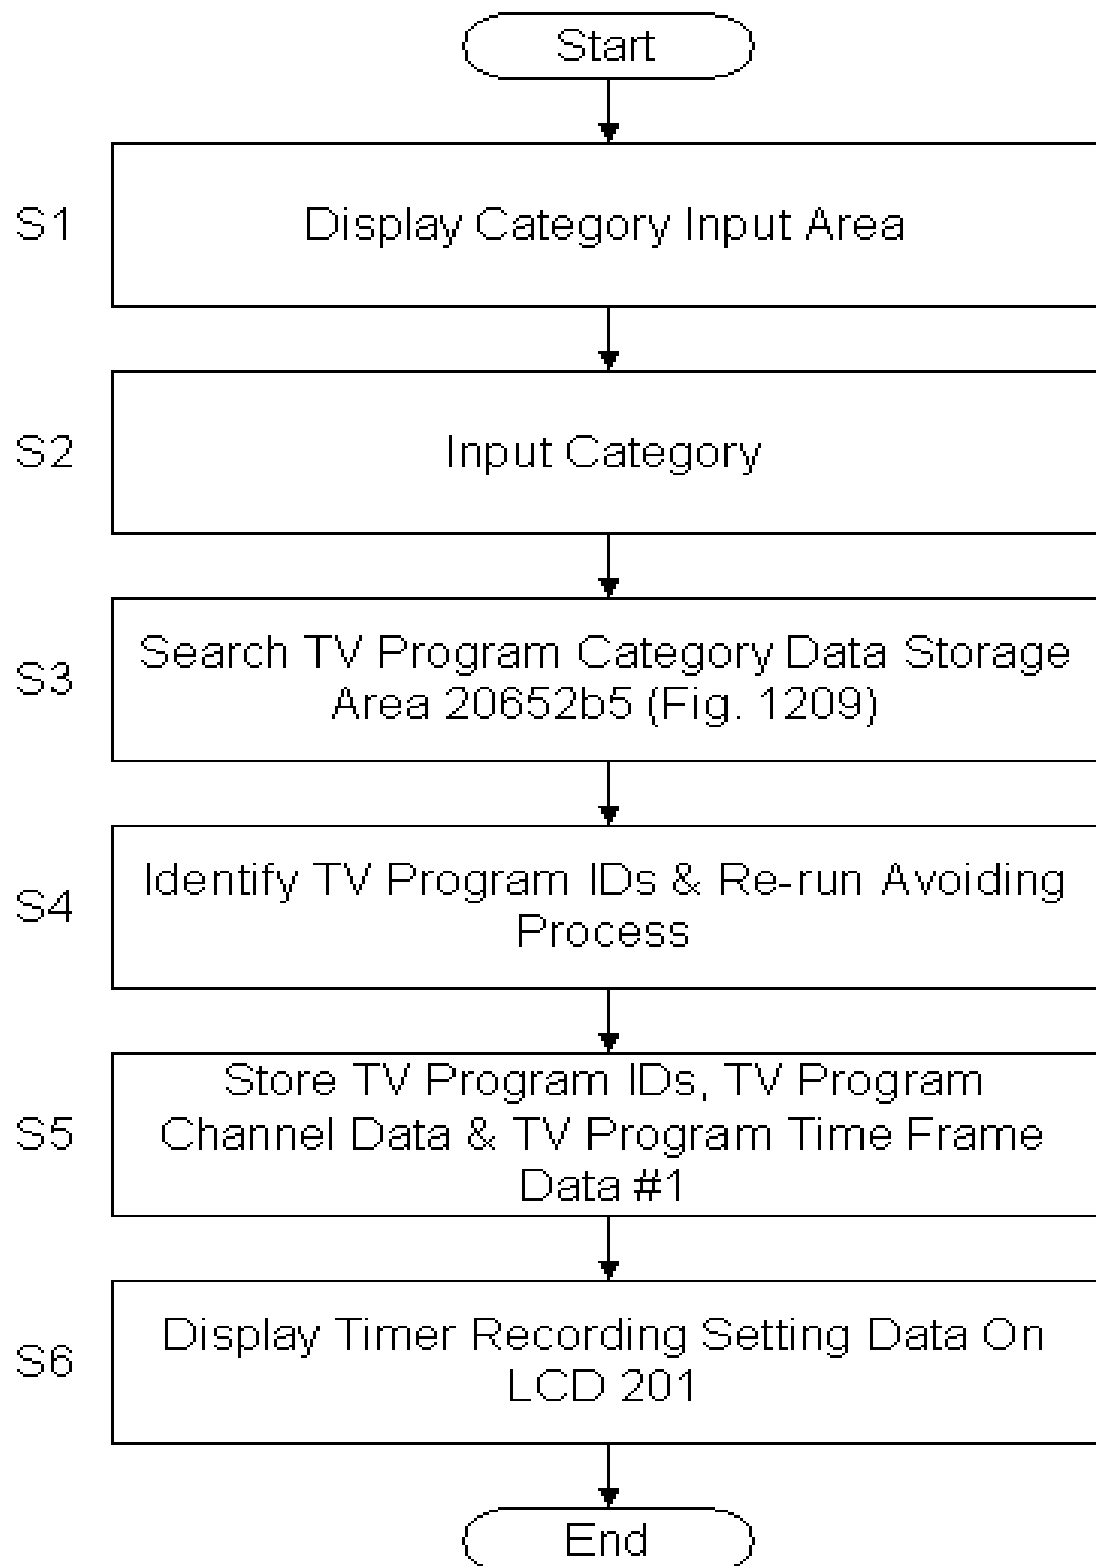 Start
S1
Display Category Input Area
S2
Input Category
S3
Search TV Program Category Data Storage
Area 20652b5 (Fig. 1209)
S4
Identify TV Program IDs & Re-run Avoiding
Process
S5
Store TV Program IDs, TV Program
Channel Data & TV Program Time Frame
Data #1
S6
Display Timer Recording Setting Data On
LCD 201
End